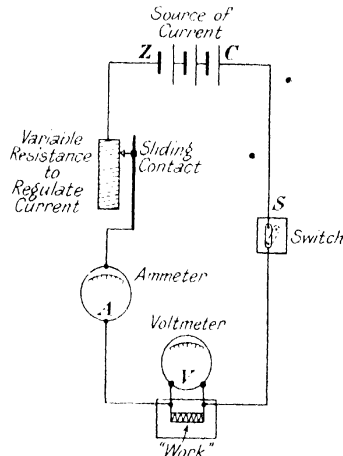 Source of
Current
Z
C
Variable
Resistance
to
Regulate
Current
Sliding
Contact
S
Switch
Ammeter
A
Voltmeter
V
"Work"